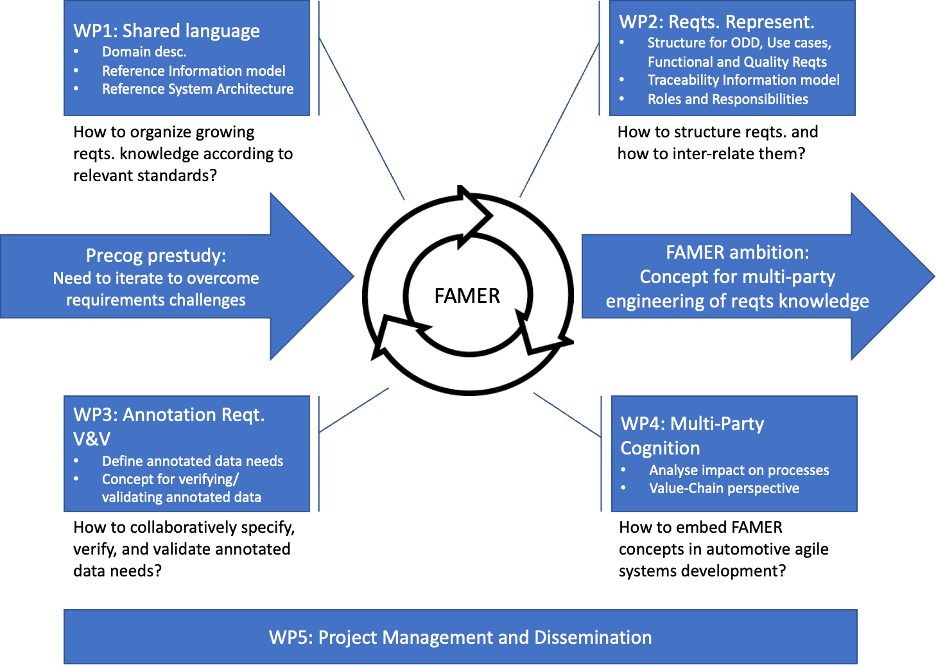 WP1: Shared language
• Domain desc.
• Reference Information model
• Reference System Architecture
How to organize growing
reqts. knowledge according to
relevant standards?
WP2: Reqts. Represent.
• Structure for ODD, Use cases,
Functional and Quality Reqts
• Traceability Information model
• Roles and Responsibilities
How to structure reqts. and
how to inter-relate them?
Precog prestudy:
Need to iterate to overcome
requirements challenges
FAMER
FAMER ambition:
Concept for multi-party
engineering of reqts knowledge
WP3: Annotation Reqt.
V&V
• Define annotated data needs
• Concept for verifying/
validating annotated data
How to collaboratively specify,
verify, and validate annotated
data needs?
WP4: Multi-Party
Cognition
• Analyse impact on processes
• Value-Chain perspective
How to embed FAMER
concepts in automotive agile
systems development?
WP5: Project Management and Dissemination